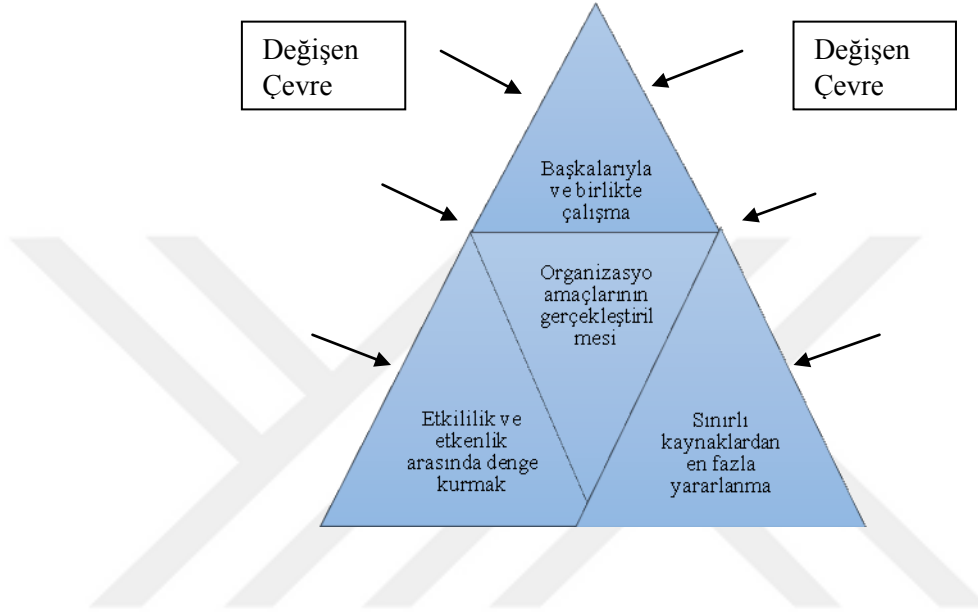 Değişen
Çevre
Değişen
Çevre
Başkalarıyla
ve birlikte
çalışma
Organizasyo
amaçlarının
gerçekleştiril
mesi
Etkililik ve
etkenlik
arasında denge
kurmak
Sınırlı
kaynaklardan
en fazla
yararlanma